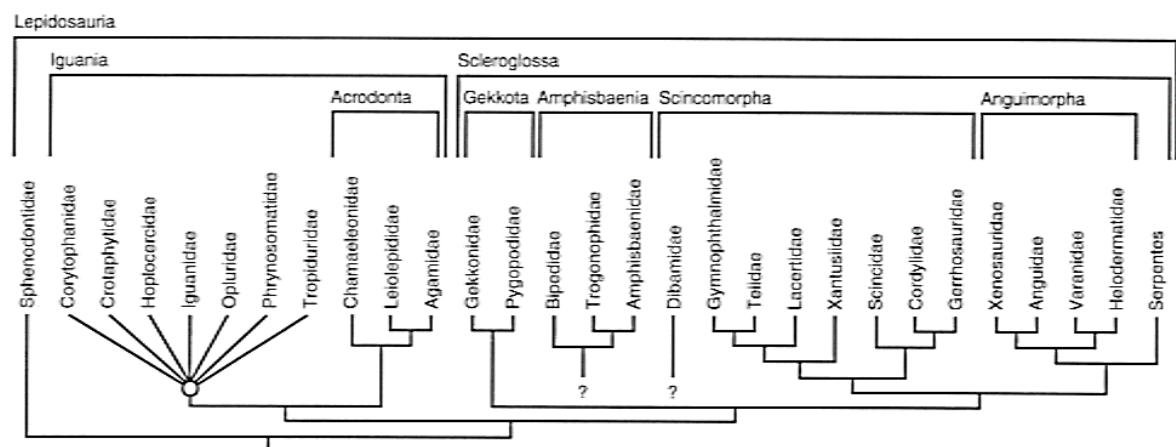 Lepidosauria
Iguania
Scleroglossa
Acrodonta
Gekkota
Amphisbaenia
Scincomorpha
Anguimorpha
Sphenodontidae
Corytophanidae
Crotaphytidae
Hoplocercidae
Iguanidae
Opluridae
Phrynosomatidae
Tropiduridae
Chamaeleonidae
Leiolepididae
Agamidae
Gekkonidae
Pygopodidae
Bipedidae
Trogonophidae
Amphisbaenidae
Dibamidae
Gymnophthalmidae
Teiidae
Lacertidae
Xantusiidae
Scincidae
Cordylidae
Gerrhosauridae
Xenosauridae
Anguidae
Varanidae
Helodermatidae
Serpentes
?
?